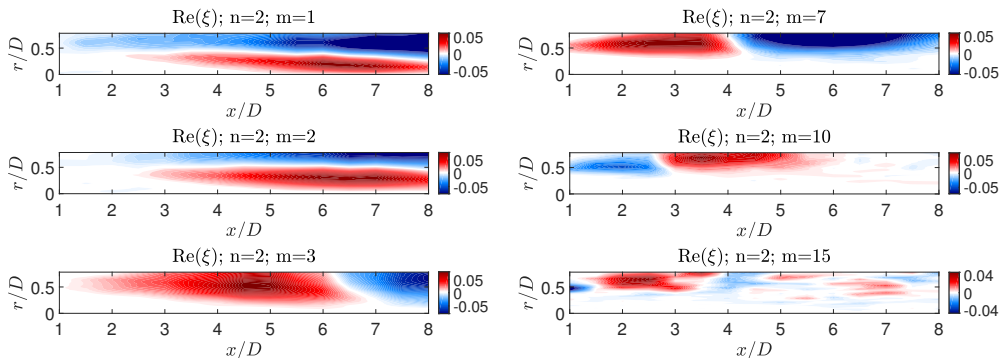 Re(ξ); n=2; m=1
r/D
0.5
0
0.05
0
-0.05
1 2 3 4 5 6 7 8
x/D
Re(ξ); n=2; m=2
r/D
0.5
0
0.05
0
-0.05
1 2 3 4 5 6 7 8
x/D
Re(ξ); n=2; m=3
r/D
0.5
0
0.05
0
-0.05
1 2 3 4 5 6 7 8
x/D
Re(ξ); n=2; m=7
r/D
0.5
0
0.05
0
-0.05
1 2 3 4 5 6 7 8
x/D
Re(ξ); n=2; m=10
r/D
0.5
0
0.05
0
-0.05
1 2 3 4 5 6 7 8
x/D
Re(ξ); n=2; m=15
r/D
0.5
0
0.04
0
-0.04
1 2 3 4 5 6 7 8
x/D